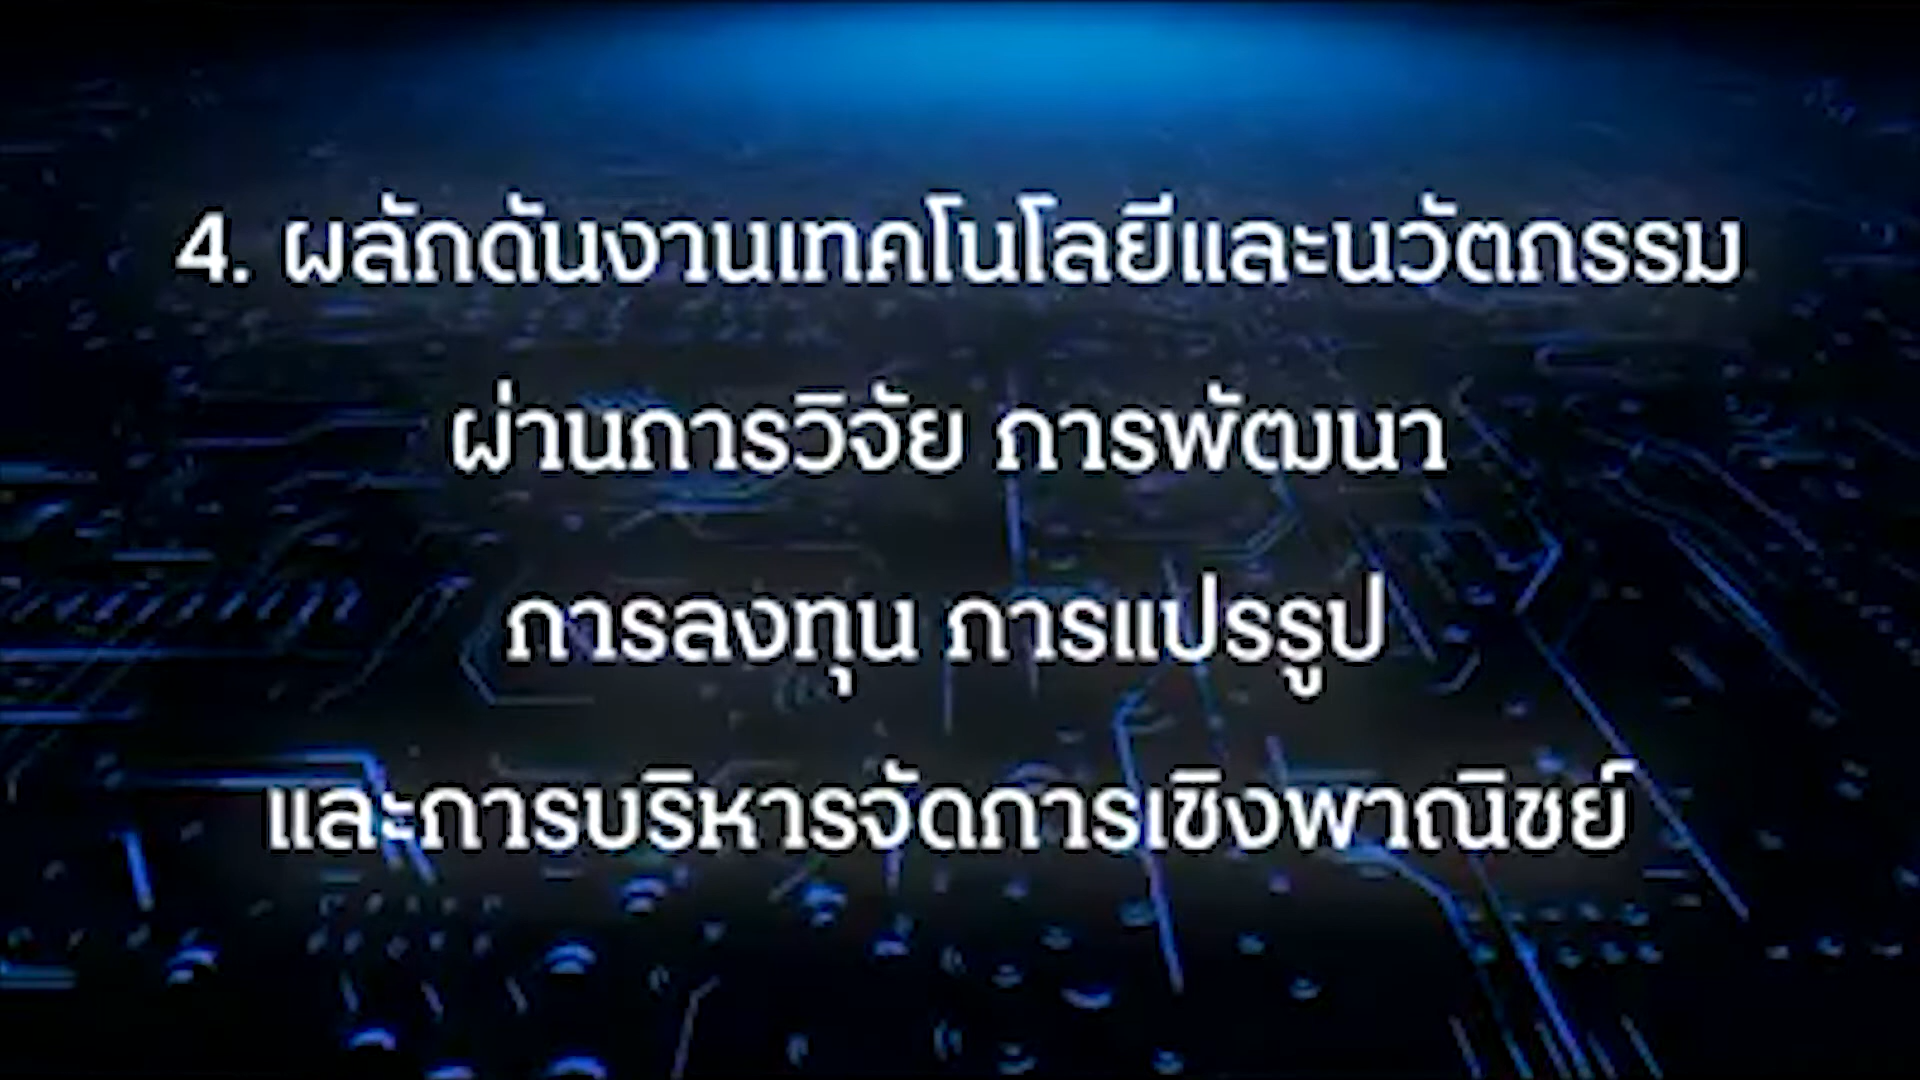 4. ผลักดันงานเทคโนโลยีและนวัตกรรม
ผ่านการวิจัย การพัฒนา
การลงทุน การแปรรูป
และการบริหารจัดการเชิงพาณิชย์